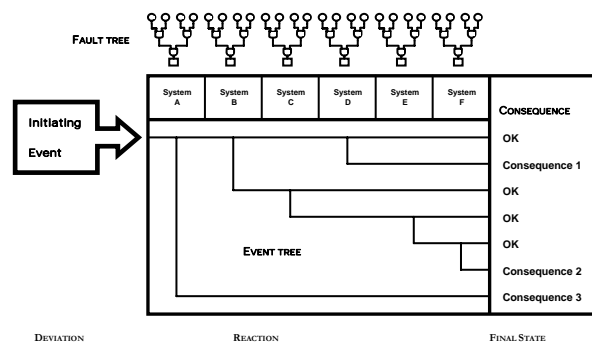 FAULT TREE
System A
System B
System C
System D
System E
System F
CONSEQUENCE
Initiating
Event
OK
Consequence 1
OK
OK
EVENT TREE
OK
Consequence 2
Consequence 3
DEVIATION
REACTION
FINAL STATE